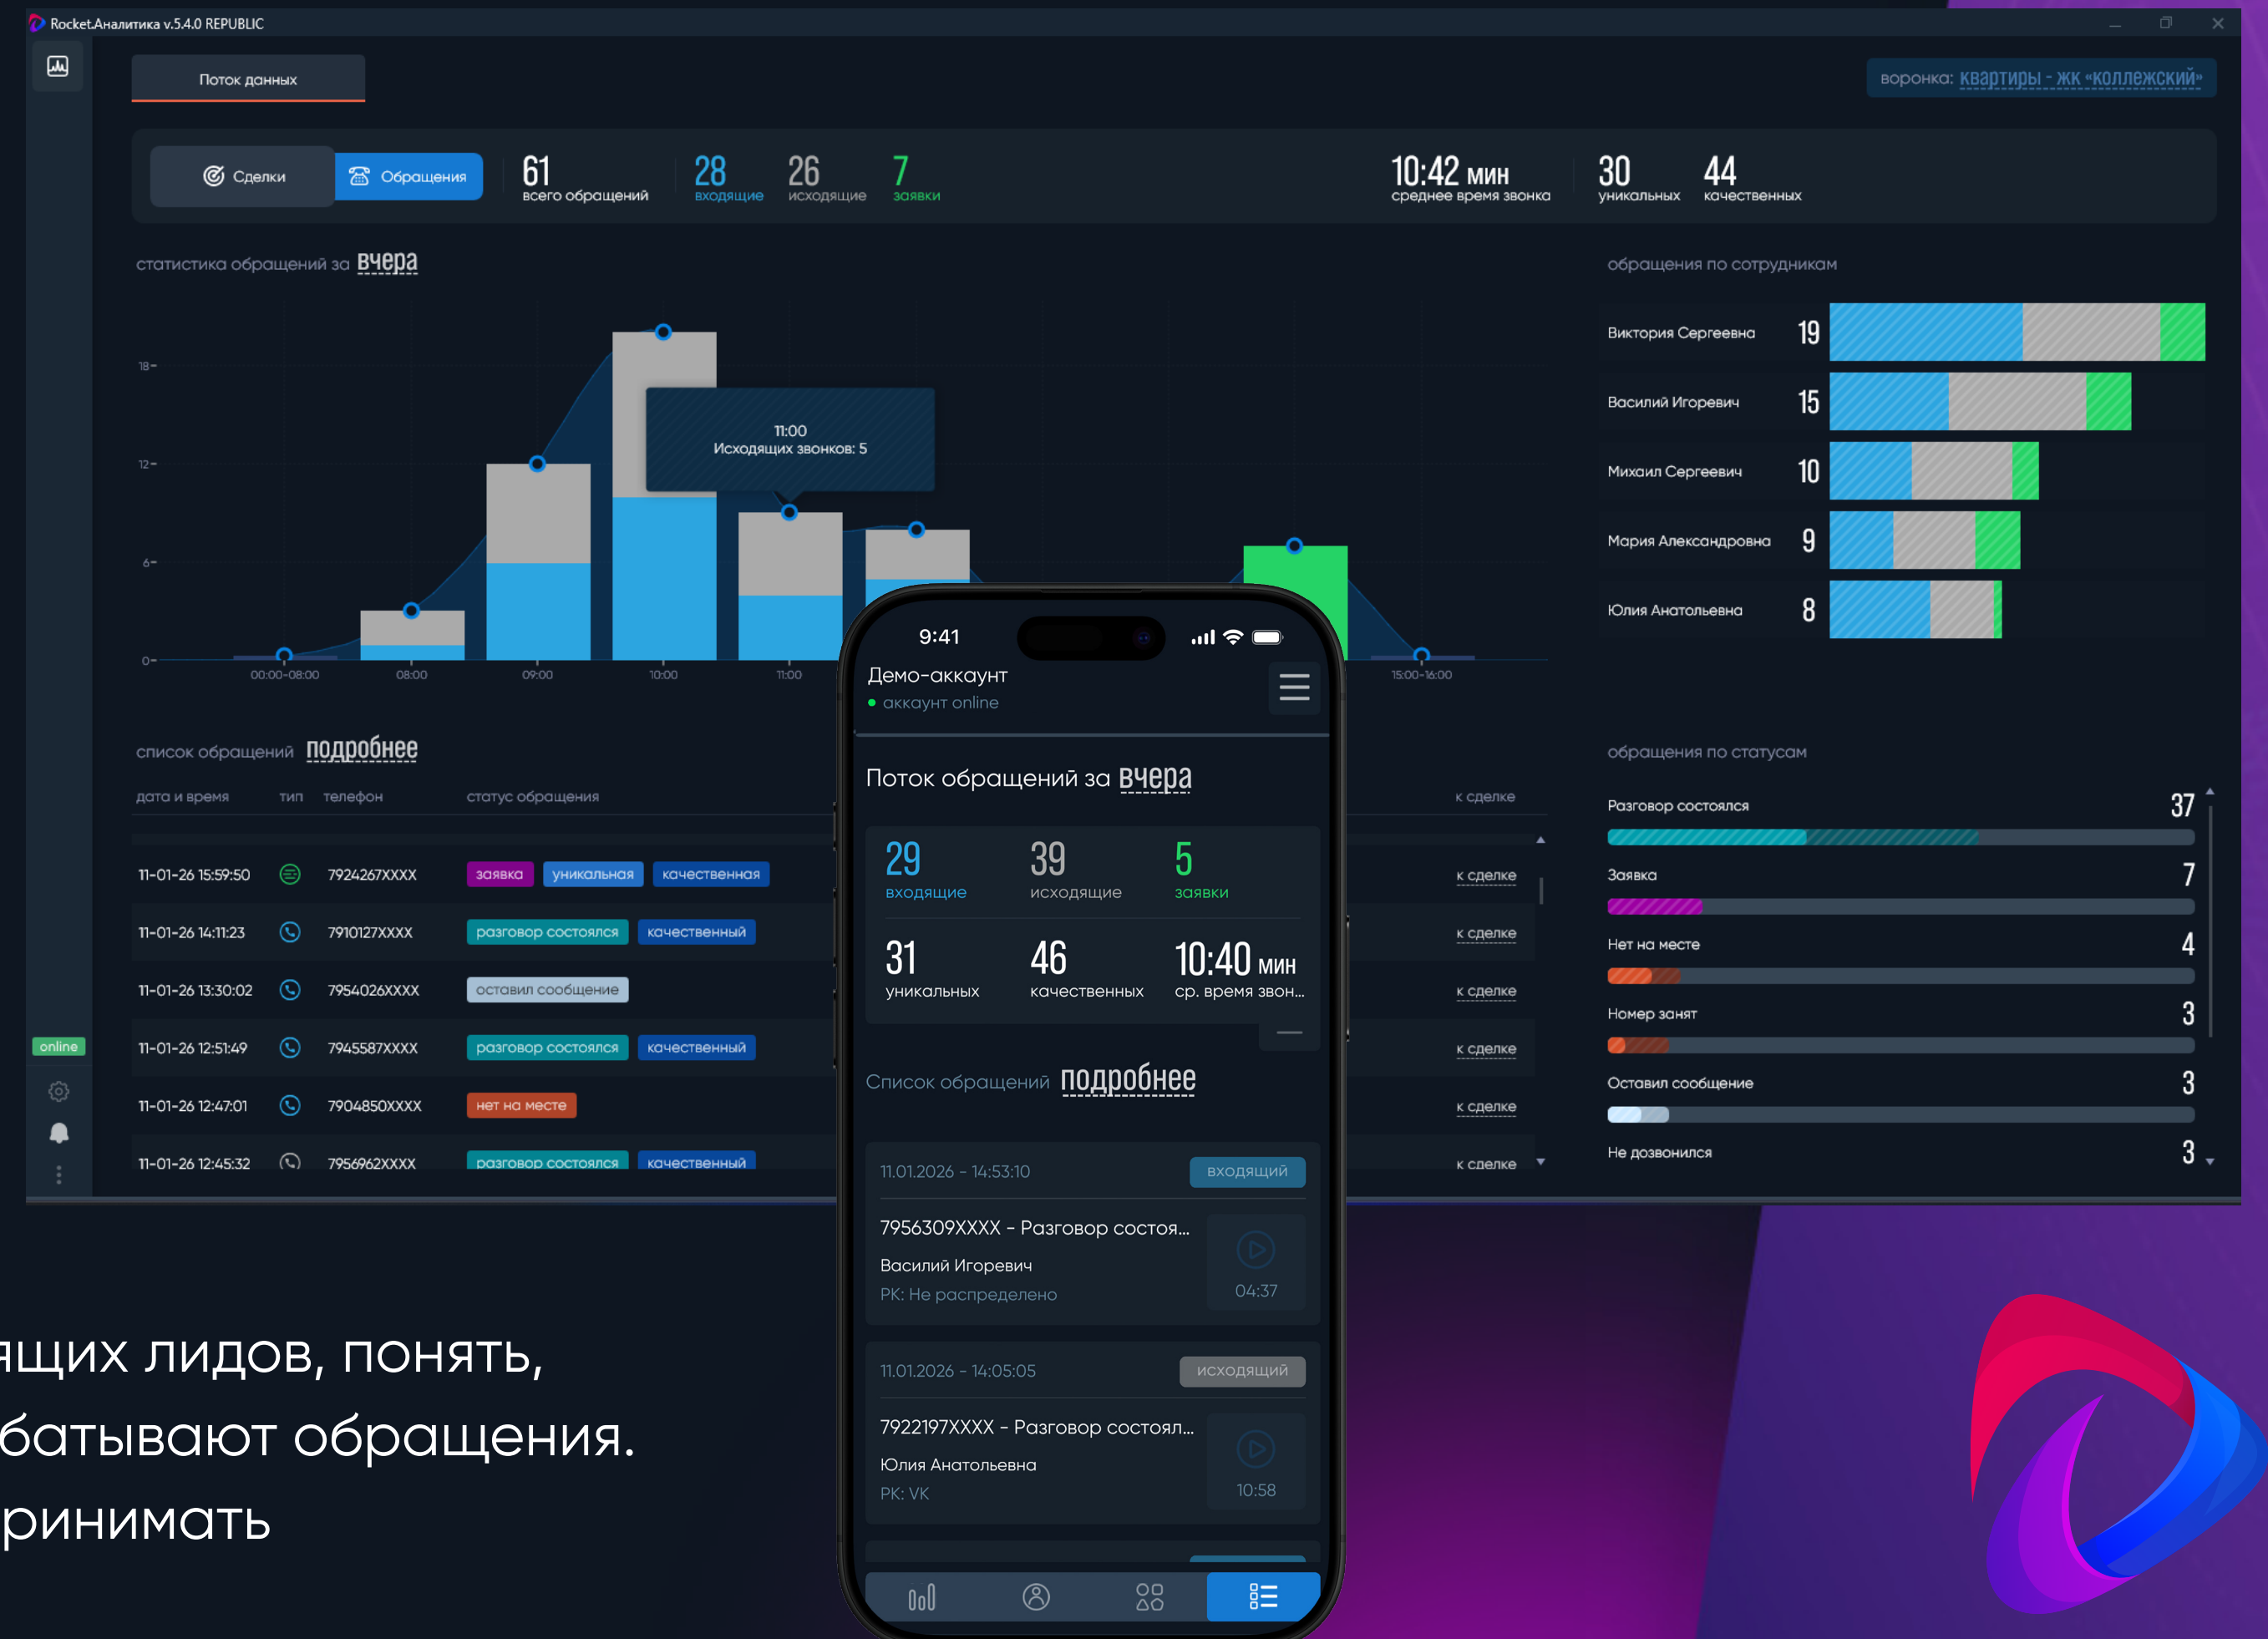 Rocket.Аналитика v.5.4.0 REPUBLIC
Поток данных
воронка: квартиры - жк «коллежский»
Сделки
Обращения
61
всего обращений
28
входящие
26
исходящие
7
заявки
10:42 мин
среднее время звонка
30
уникальных
44
качественных
статистика обращений за вчера
18
12
6
0
11:00
Исходящих звонков: 5
00:00-08:00
08:00
09:00
10:00
11:00
15:00-16:00
обращения по сотрудникам
Виктория Сергеевна 19
Василий Игоревич 15
Михаил Сергеевич 10
Мария Александровна 9
Юлия Анатольевна 8
список обращений подробнее
дата и время тип телефон статус обращения к сделке
11-01-26 15:59:50 7924267XXXX заявка уникальная качественная к сделке
11-01-26 14:11:23 7910127XXXX разговор состоялся качественный к сделке
11-01-26 13:30:02 7954026XXXX оставил сообщение к сделке
11-01-26 12:51:49 7945587XXXX разговор состоялся качественный к сделке
11-01-26 12:47:01 7904850XXXX нет на месте к сделке
11-01-26 12:45:32 7956962XXXX разговор состоялся качественный к сделке
online
обращения по статусам
Разговор состоялся 37
Заявка 7
Нет на месте 4
Номер занят 3
Оставил сообщение 3
Не дозвонился 3
9:41
Демо-аккаунт
аккаунт online
Поток обращений за вчера
29
входящие
39
исходящие
5
заявки
31
уникальных
46
качественных
10:40 мин
ср. время звон...
Список обращений подробнее
11.01.2026 - 14:53:10 входящий
7956309XXXX - Разговор состоя...
Василий Игоревич
РК: Не распределено
04:37
11.01.2026 - 14:05:05 исходящий
7922197XXXX - Разговор состоял...
Юлия Анатольевна
РК: VK
10:58
ящих лидов, понять,
батывают обращения.
ринимать